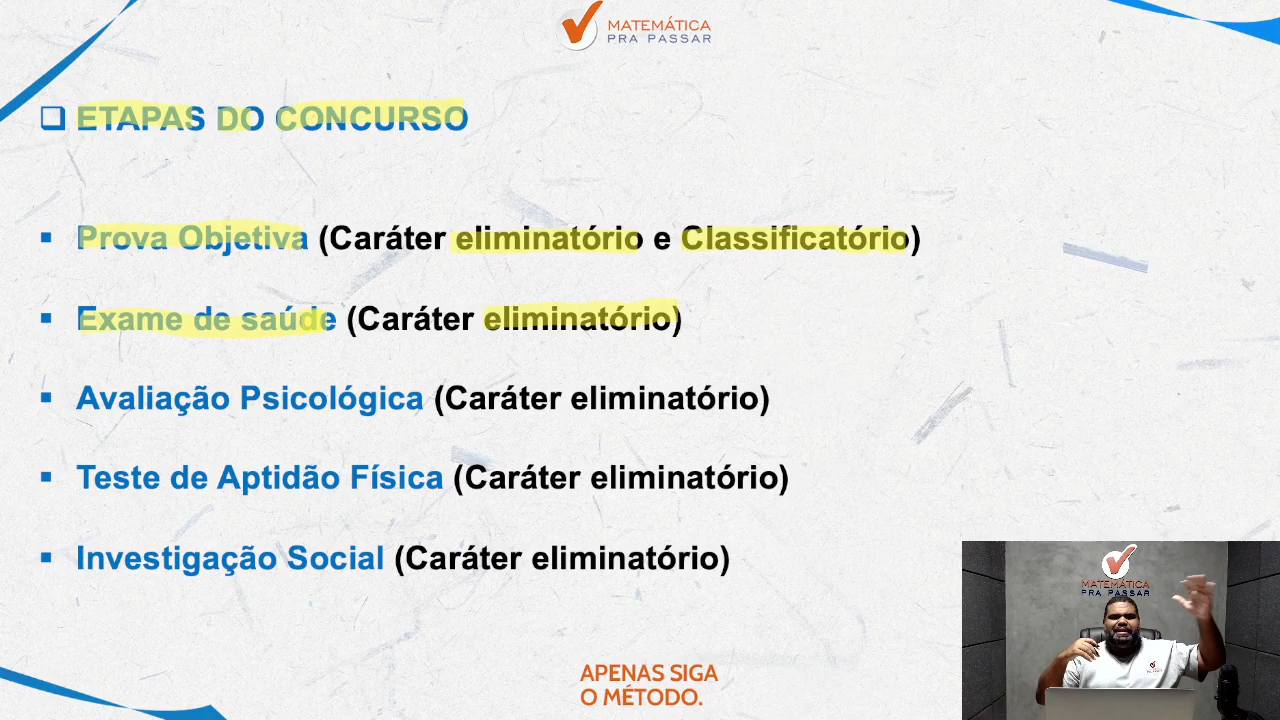 MATEMÁTICA
PRA PASSAR
ETAPAS DO CONCURSO
Prova Objetiva (Caráter eliminatório e Classificatório)
Exame de saúde (Caráter eliminatório)
Avaliação Psicológica (Caráter eliminatório)
Teste de Aptidão Física (Caráter eliminatório)
Investigação Social (Caráter eliminatório)
MATEMÁTICA
PRA PASSAR
APENAS SIGA
O MÉTODO.